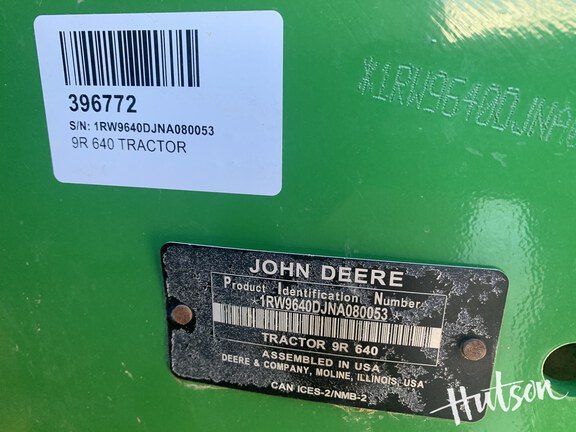 396772
S/N: 1RW9640DJNA080053
9R 640 TRACTOR
*1RW9640DJNA
JOHN DEERE
Product Identification Number
1RW9640DJNA080053
TRACTOR 9R 640
ASSEMBLED IN USA
DEERE & COMPANY, MOLINE, ILLINOIS, USA
CAN ICES-2/NMB-2
Hutson